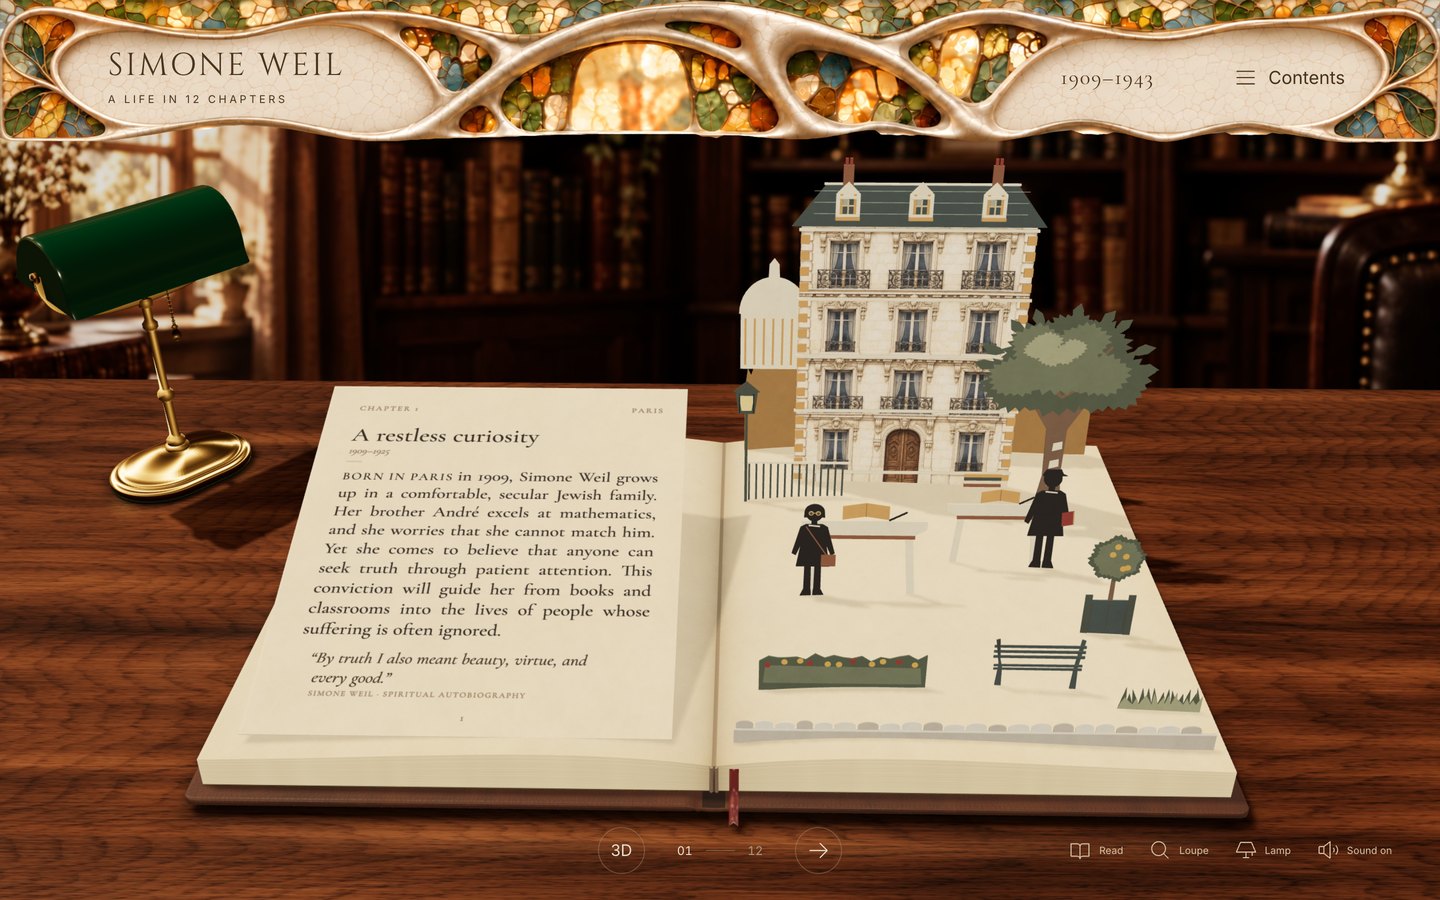 SIMONE WEIL
A LIFE IN 12 CHAPTERS
1909–1943
Contents
CHAPTER 1
PARIS
A restless curiosity
1909–1925
BORN IN PARIS in 1909, Simone Weil grows
up in a comfortable, secular Jewish family.
Her brother André excels at mathematics,
and she worries that she cannot match him.
Yet she comes to believe that anyone can
seek truth through patient attention. This
conviction will guide her from books and
classrooms into the lives of people whose
suffering is often ignored.
“By truth I also meant beauty, virtue, and
every good.”
SIMONE WEIL · SPIRITUAL AUTOBIOGRAPHY
1
3D
01
12
Read
Loupe
Lamp
Sound on